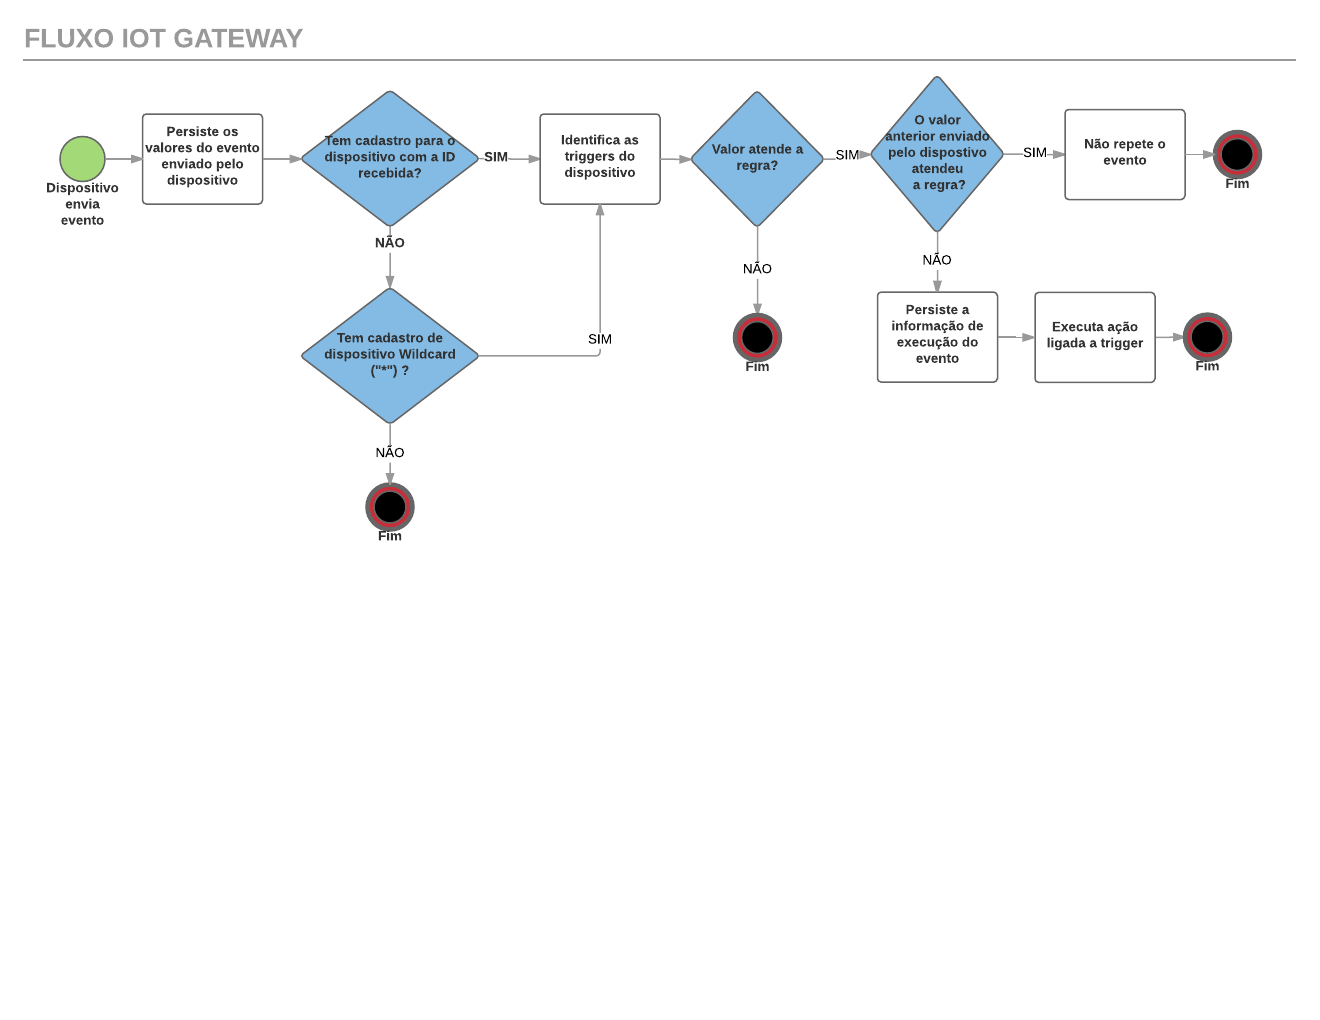 FLUXO IOT GATEWAY
Dispositivo
envia
evento
Persiste os
valores do evento
enviado pelo
dispositivo
Tem cadastro para o
dispositivo com a ID
recebida?
SIM
NÃO
Tem cadastro de
dispositivo Wildcard
("*") ?
SIM
NÃO
Fim
Identifica as
triggers do
dispositivo
Valor atende a
regra?
SIM
NÃO
Fim
O valor
anterior enviado
pelo dispostivo
atendeu
a regra?
SIM
Não repete o
evento
Fim
NÃO
Persiste a
informação de
execução do
evento
Executa ação
ligada a trigger
Fim